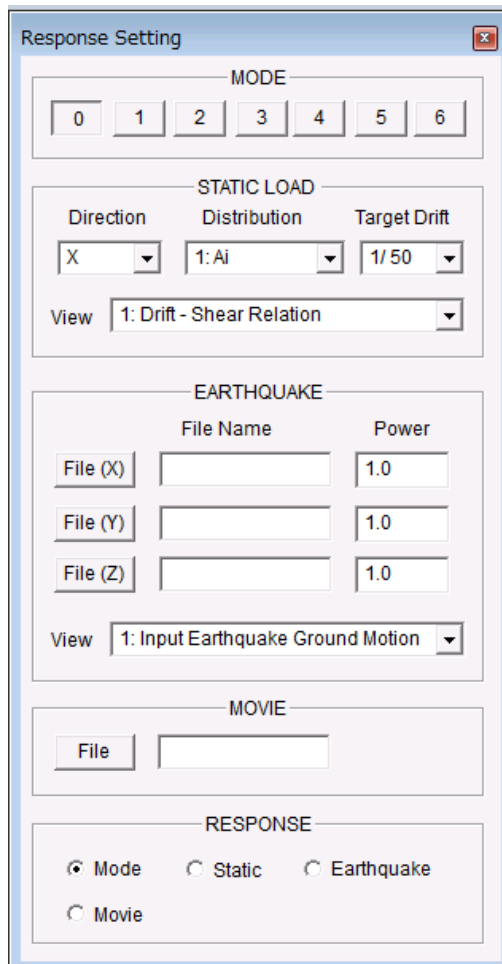 Response Setting x
MODE
0 1 2 3 4 5 6
STATIC LOAD
Direction Distribution Target Drift
X 1: Ai 1/ 50
View 1: Drift - Shear Relation
EARTHQUAKE
File Name Power
File (X) 1.0
File (Y) 1.0
File (Z) 1.0
View 1: Input Earthquake Ground Motion
MOVIE
File
RESPONSE
Mode Static Earthquake
Movie